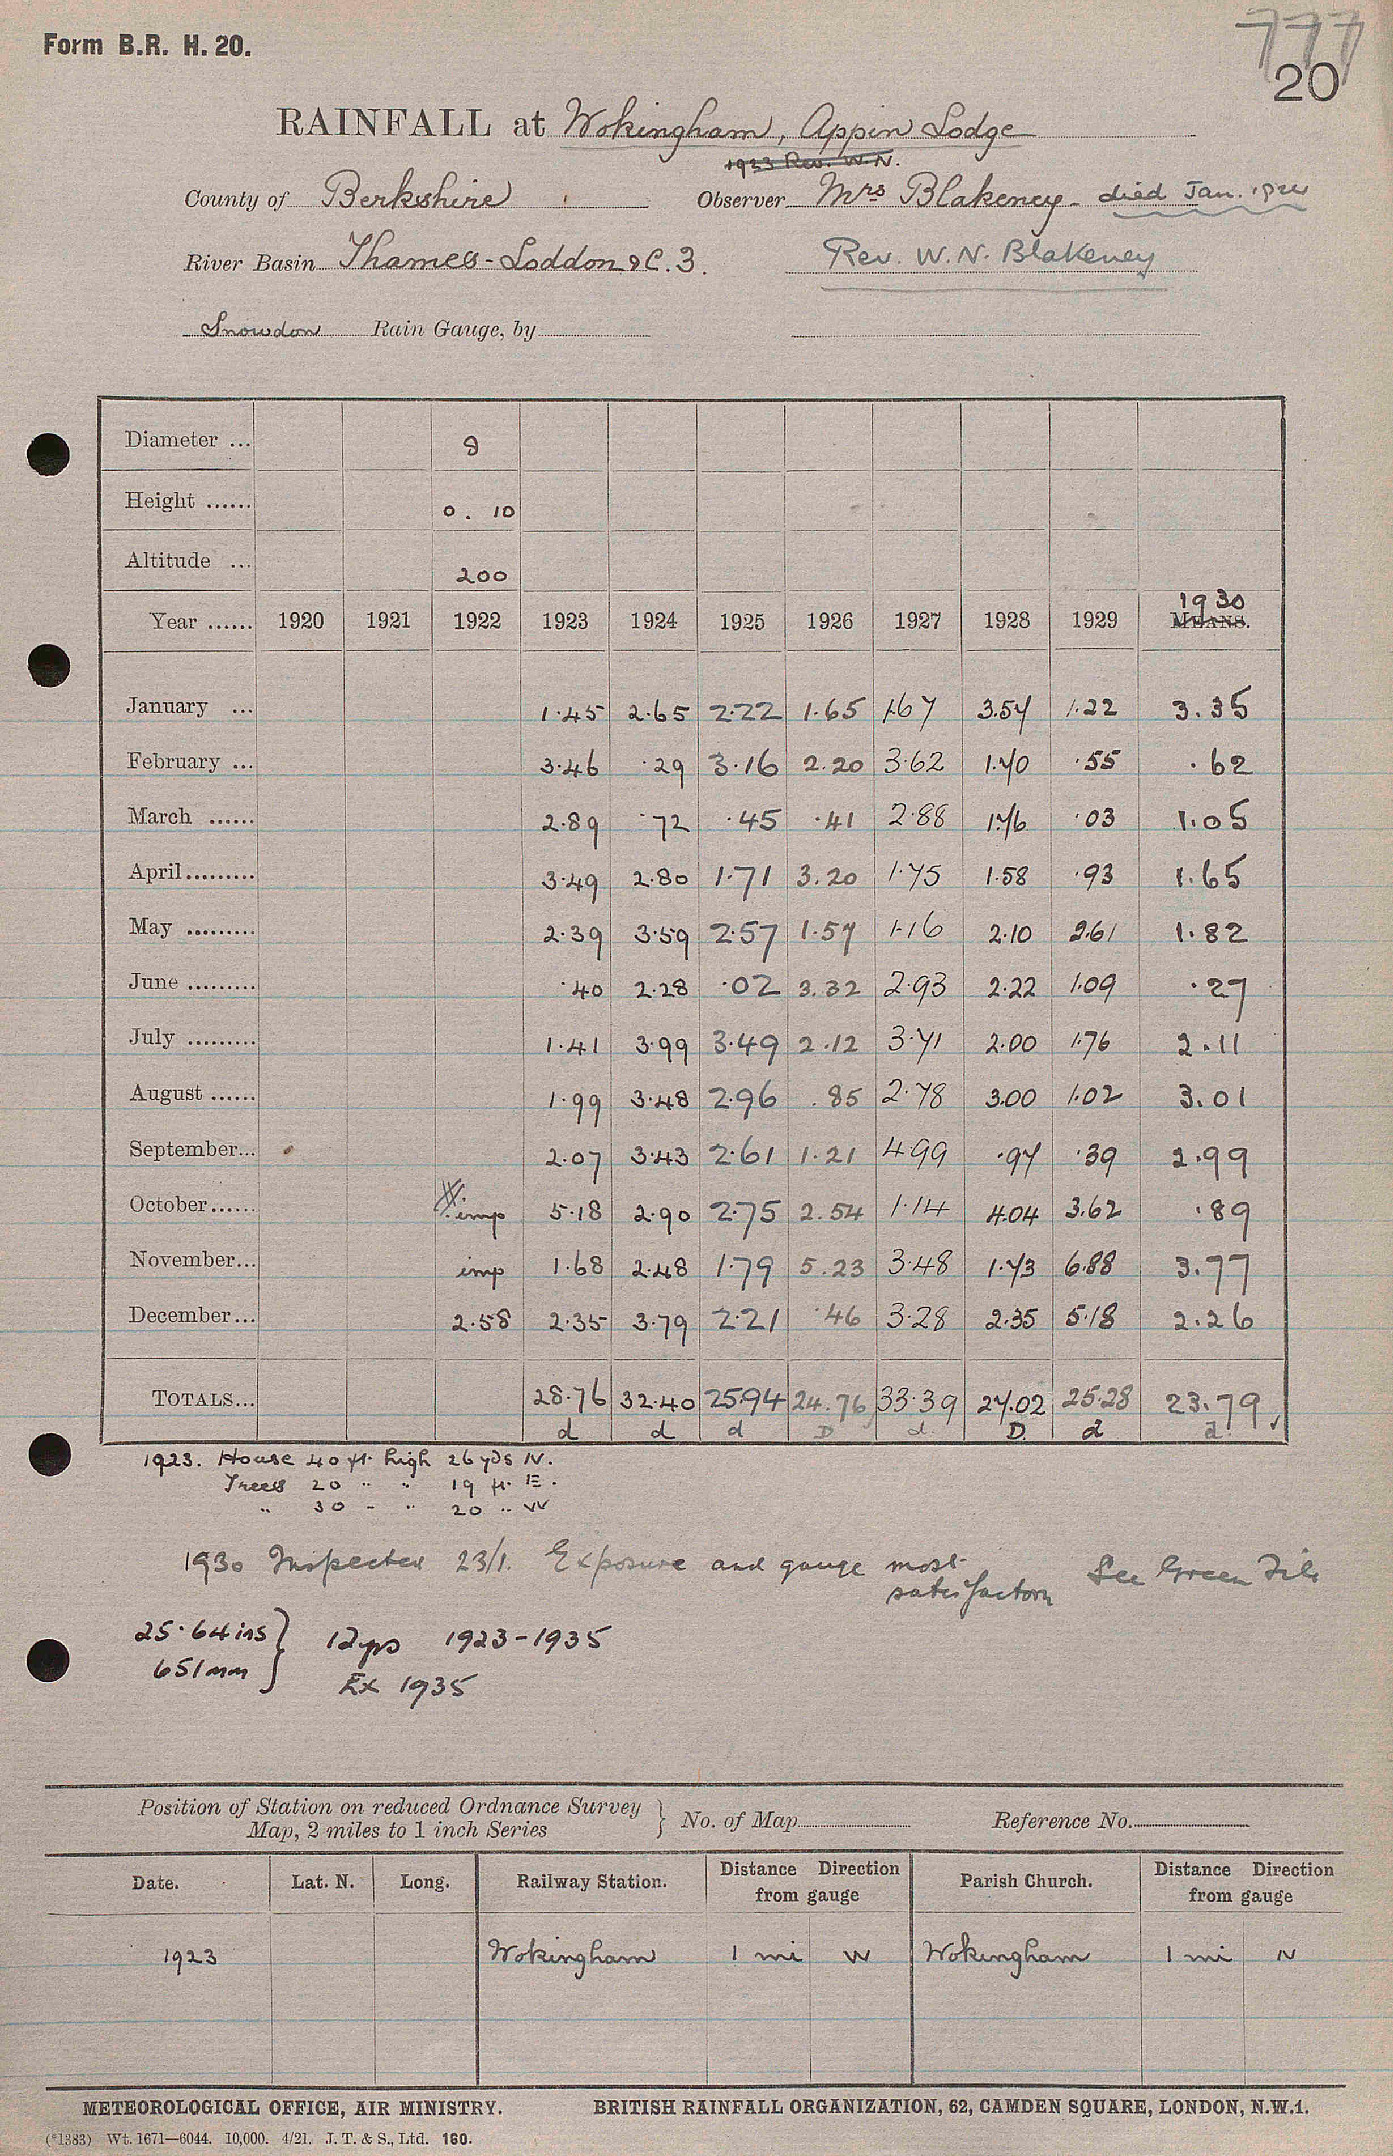 Form B.R. H. 20.
777
20
RAINFALL at Wokingham, Appin Lodge
1923 Rev. W.N.
County of Berkshire Observer Mrs Blakeney - died Jan. 1924
River Basin Thames - Loddon & C. 3. Rev. W. N. Blakeney
Snowdon Rain Gauge, by
Diameter ... 8
Height ...... 0. 10
Altitude ... 200
1930
Year ...... 1920 1921 1922 1923 1924 1925 1926 1927 1928 1929 MEANS.
January ... 1.45 2.65 2.22 1.65 1.67 3.54 1.22 3.35
February ... 3.46 .29 3.16 2.20 3.62 1.70 .55 .62
March ...... 2.89 .72 .45 .41 2.88 1.76 .03 1.05
April ......... 3.49 2.80 1.71 3.20 1.75 1.58 .93 1.65
May ......... 2.39 3.59 2.57 1.57 1.16 2.10 2.61 1.82
June ......... .40 2.28 .02 3.32 2.93 2.22 1.09 .27
July ......... 1.41 3.99 3.49 2.12 3.71 2.00 1.76 2.11
August ...... 1.99 3.48 2.96 .85 2.78 3.00 1.02 3.01
September... 2.07 3.43 2.61 1.21 4.99 .97 .39 2.99
October ...... imp 5.18 2.90 2.75 2.54 1.14 4.04 3.62 .89
November... imp 1.68 2.48 1.79 5.23 3.48 1.73 6.88 3.77
December... 2.58 2.35 3.79 2.21 .46 3.28 2.35 5.18 2.26
TOTALS... 28.76 32.40 25.94 24.76 33.39 27.02 25.28 23.79 ✓
d d d D d D. d d
1923. House 40 ft. high 26 yds N.
Trees 20 " " 19 ft. E.
" 30 - " 20 " W
1930 Inspected 23/1. Exposure and gauge most satisfactory See Green File
25.64 ins } 12 yrs 1923-1935
651 mm } Ex 1935
Position of Station on reduced Ordnance Survey Map, 2 miles to 1 inch Series } No. of Map Reference No.
Date. Lat. N. Long. Railway Station. Distance Direction from gauge Parish Church. Distance Direction from gauge
1923 Wokingham 1 mi W Wokingham 1 mi N
METEOROLOGICAL OFFICE, AIR MINISTRY. BRITISH RAINFALL ORGANIZATION, 62, CAMDEN SQUARE, LONDON, N.W.1.
(*1383) Wt. 1671—6044. 10,000. 4/21. J. T. & S., Ltd. 160.